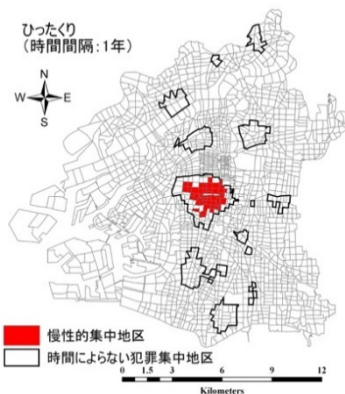 ひったくり
(時間間隔:1年)
N
W E
S
慢性的集中地区
時間によらない犯罪集中地区
0 1.5 3 6 9 12
Kilometers